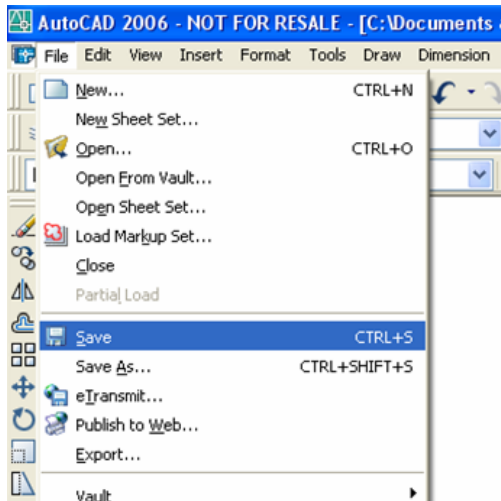 AutoCAD 2006 - NOT FOR RESALE - [C:\Documents
File Edit View Insert Format Tools Draw Dimension
New... CTRL+N
New Sheet Set...
Open... CTRL+O
Open From Vault...
Open Sheet Set...
Load Markup Set...
Close
Partial Load
Save CTRL+S
Save As... CTRL+SHIFT+S
eTransmit...
Publish to Web...
Export...
Vault